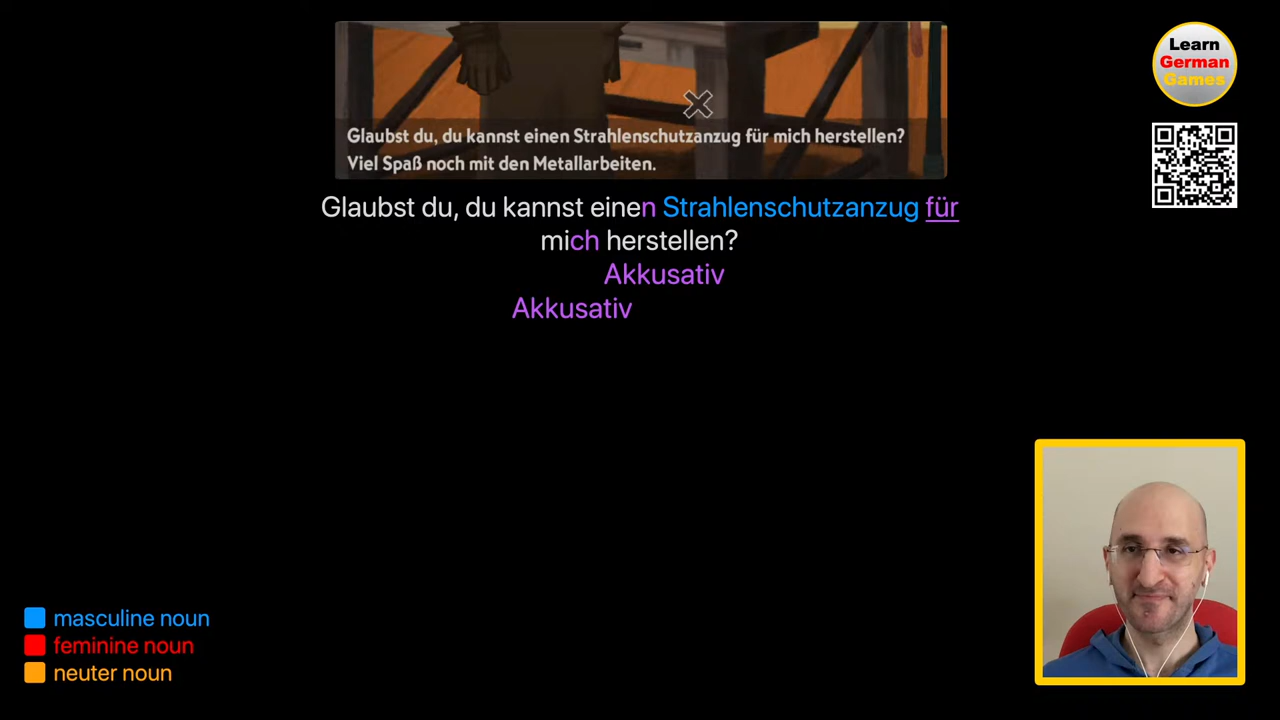 Glaubst du, du kannst einen Strahlenschutzanzug für mich herstellen?
Viel Spaß noch mit den Metallarbeiten.
Glaubst du, du kannst einen Strahlenschutzanzug für
mich herstellen?
Akkusativ
Akkusativ
Learn
German
Games
masculine noun
feminine noun
neuter noun